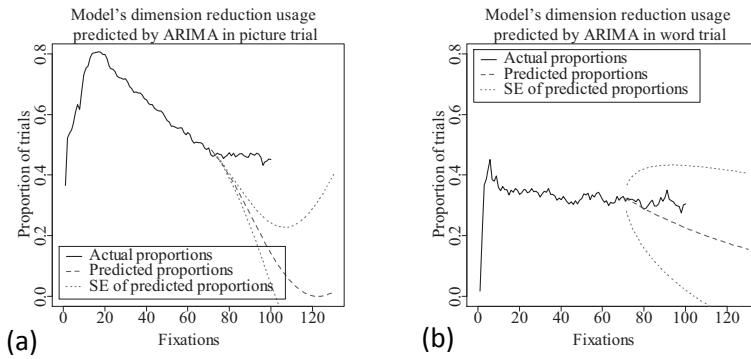 Model's dimension reduction usage
predicted by ARIMA in picture trial
Proportion of trials
0.8
0.6
0.4
0.2
0.0
Actual proportions
Predicted proportions
SE of predicted proportions
0 20 40 60 80 100 120
Fixations
(a)
Model's dimension reduction usage
predicted by ARIMA in word trial
Proportion of trials
0.8
0.6
0.4
0.2
0.0
Actual proportions
Predicted proportions
SE of predicted proportions
0 20 40 60 80 100 120
Fixations
(b)